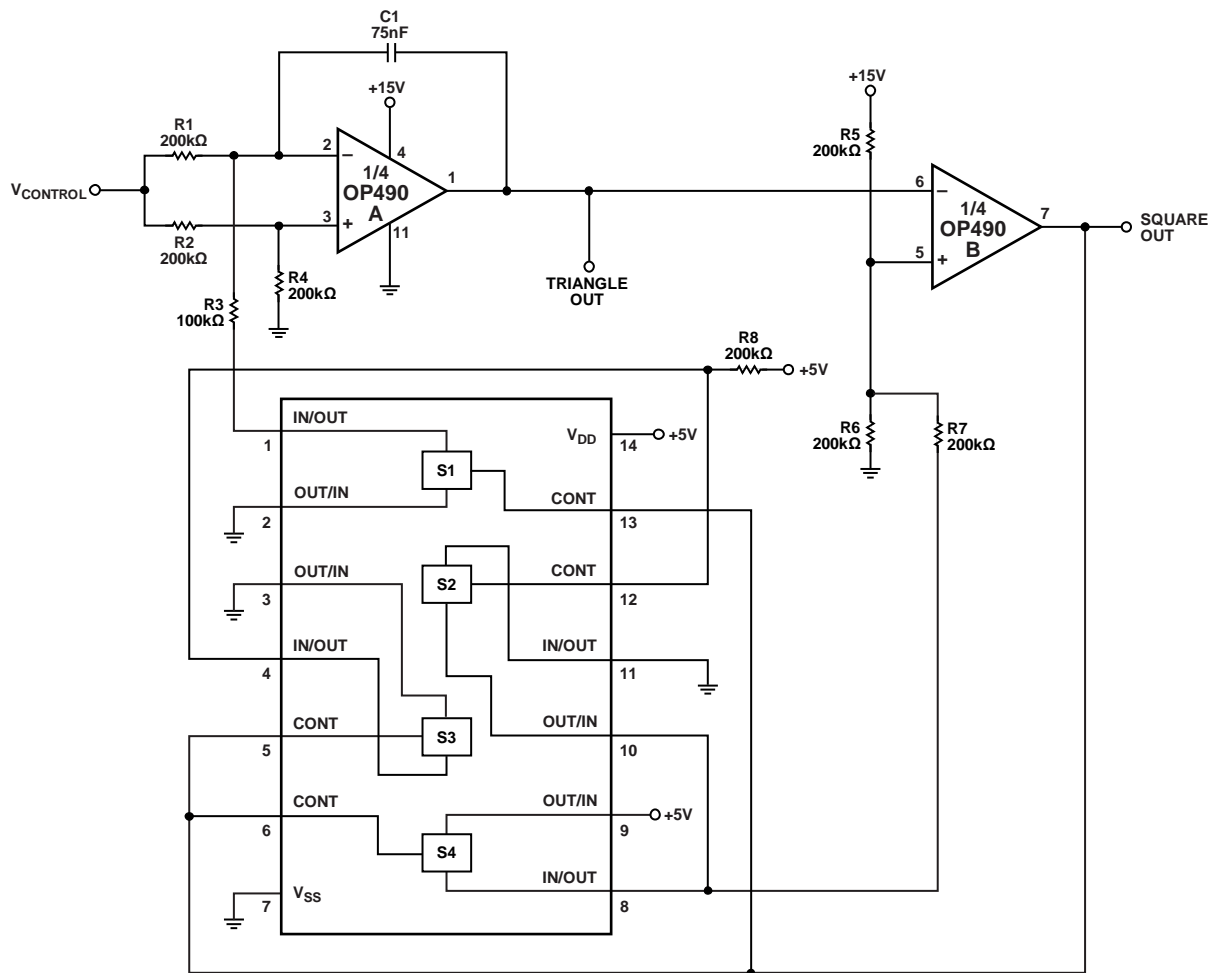 C1
75nF
+15V
+15V
R1
200kΩ
R5
200kΩ
2
−
4
1/4
OP490
A
1
V_CONTROL
6
−
1/4
OP490
B
7
SQUARE
OUT
3
+
11
R2
200kΩ
5
+
R4
200kΩ
TRIANGLE
OUT
R3
100kΩ
R8
200kΩ
+5V
IN/OUT
1
V_DD
14
+5V
R6
200kΩ
R7
200kΩ
S1
OUT/IN
2
CONT
13
OUT/IN
3
S2
CONT
12
IN/OUT
4
IN/OUT
11
CONT
5
S3
OUT/IN
10
CONT
6
OUT/IN
9
+5V
S4
IN/OUT
8
V_SS
7